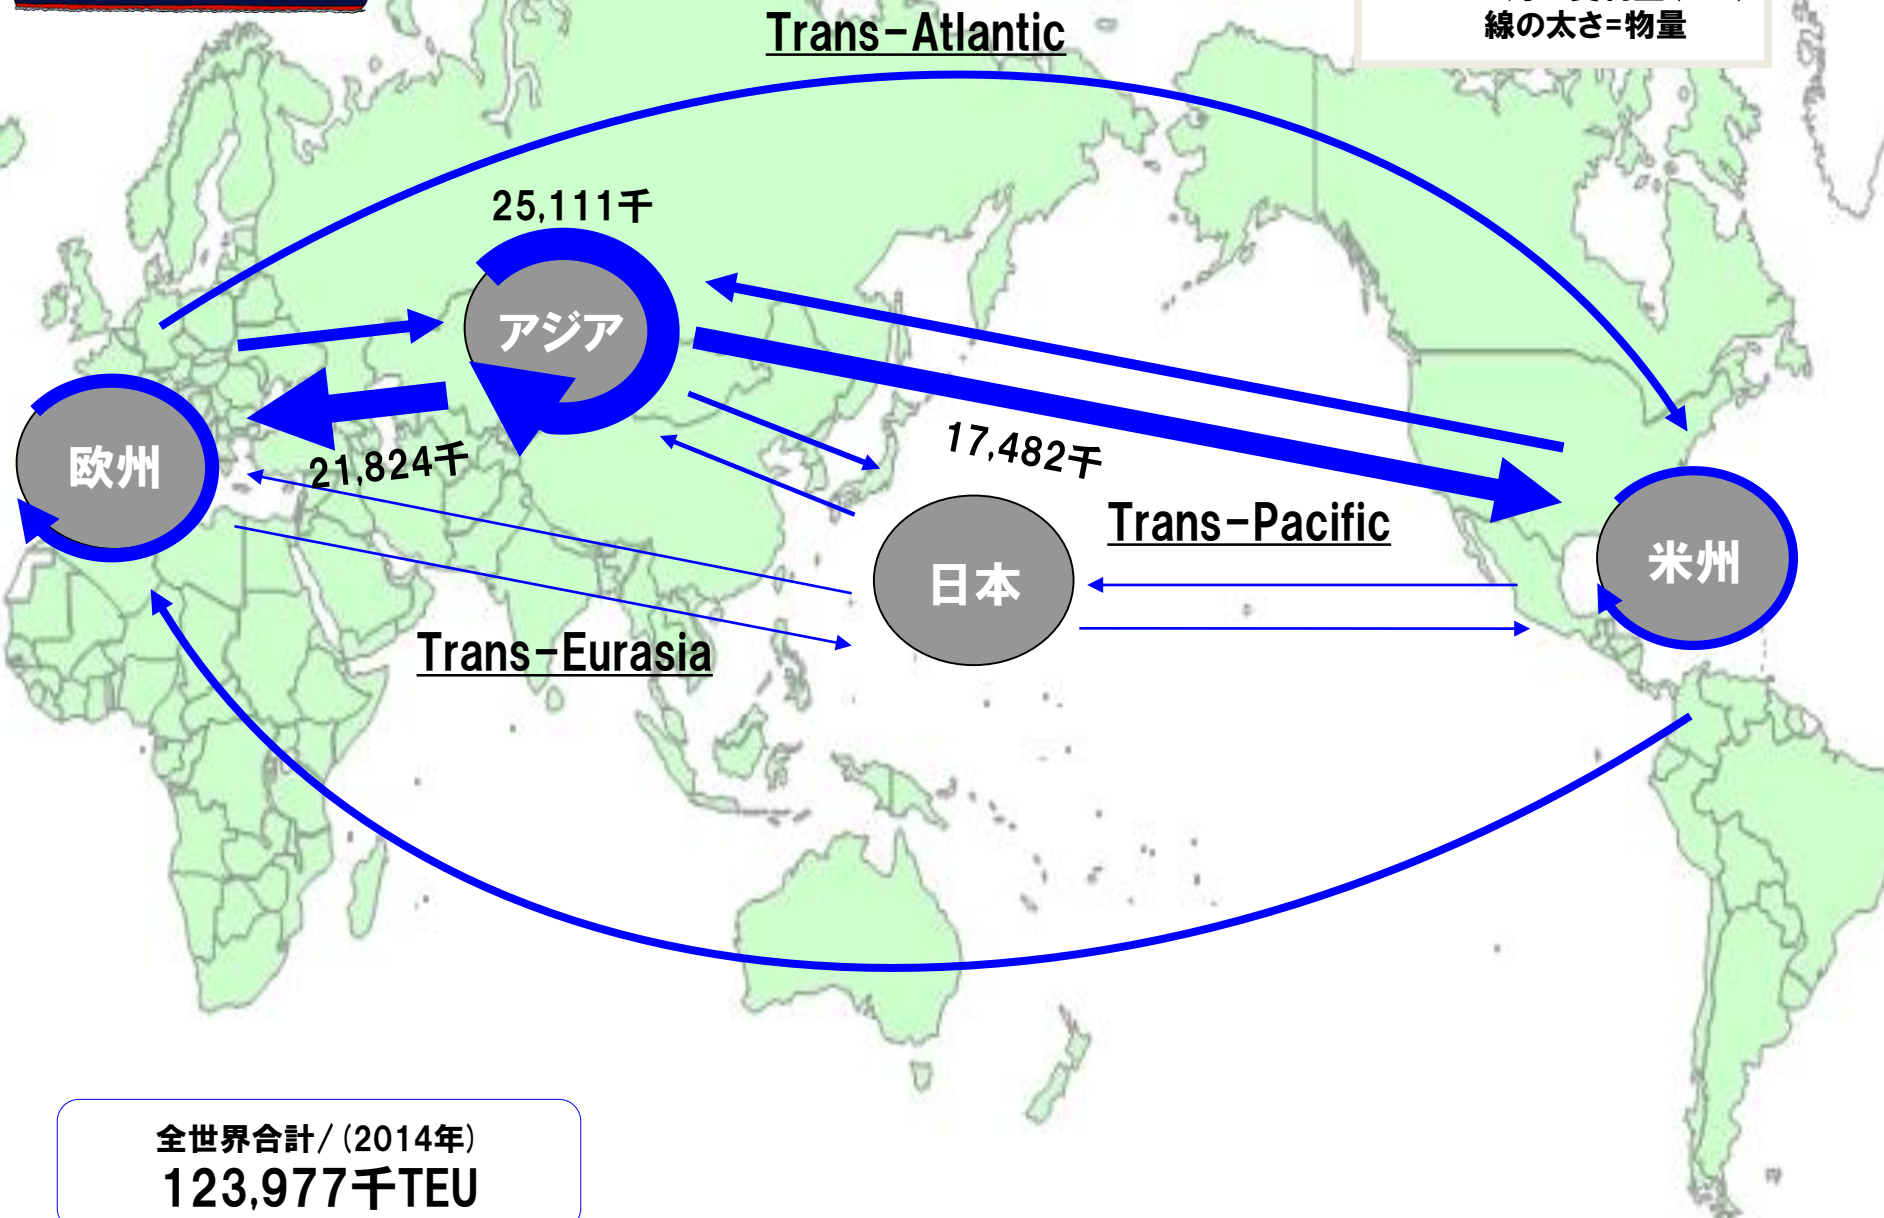 Trans-Atlantic
線の太さ=物量
25,111千
アジア
欧州
21,824千
17,482千
Trans-Pacific
日本
米州
Trans-Eurasia
全世界合計/(2014年)
123,977千TEU